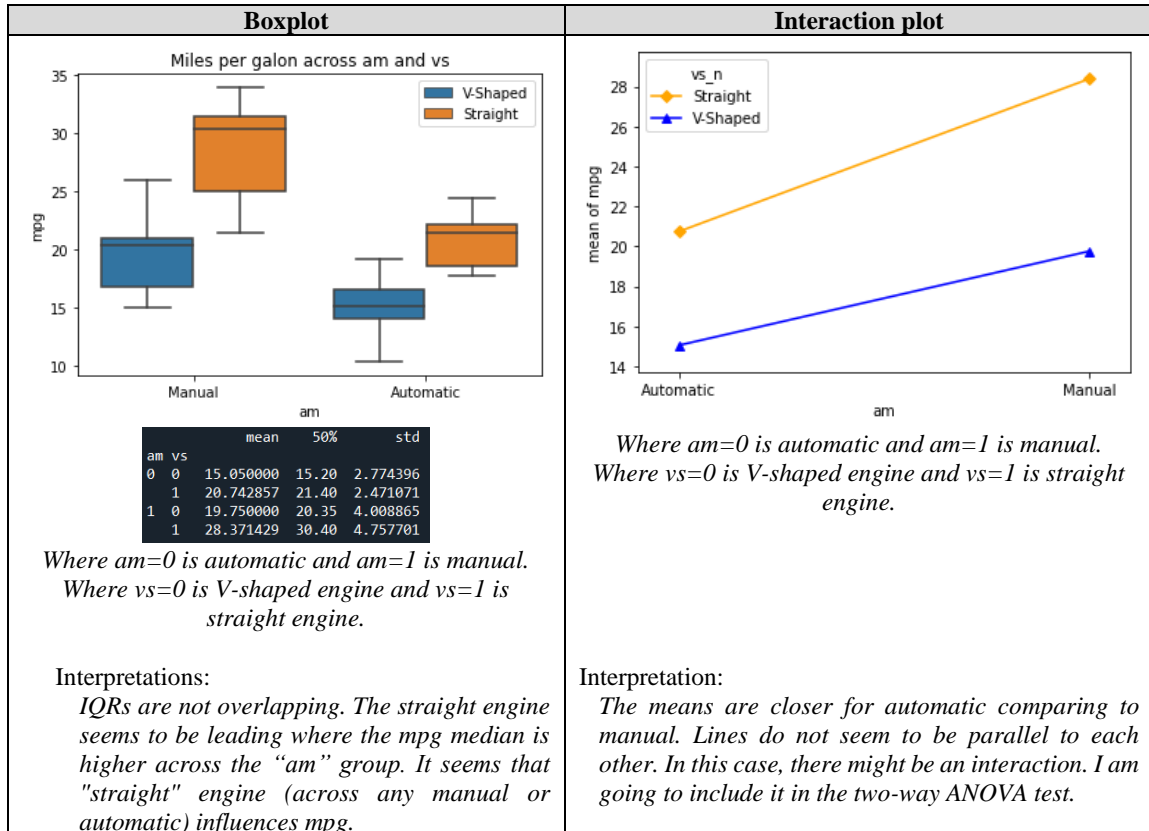 Boxplot
Interaction plot
Miles per galon across am and vs
35
30
25
20
15
10
mpg
V-Shaped
Straight
Manual
Automatic
am
mean 50% std
am vs
0 0 15.050000 15.20 2.774396
1 20.742857 21.40 2.471071
1 0 19.750000 20.35 4.008865
1 28.371429 30.40 4.757701
Where am=0 is automatic and am=1 is manual.
Where vs=0 is V-shaped engine and vs=1 is
straight engine.
Interpretations:
IQRs are not overlapping. The straight engine
seems to be leading where the mpg median is
higher across the “am” group. It seems that
"straight" engine (across any manual or
automatic) influences mpg.
28
26
24
22
20
18
16
14
mean of mpg
vs_n
Straight
V-Shaped
Automatic
Manual
am
Where am=0 is automatic and am=1 is manual.
Where vs=0 is V-shaped engine and vs=1 is straight
engine.
Interpretation:
The means are closer for automatic comparing to
manual. Lines do not seem to be parallel to each
other. In this case, there might be an interaction. I am
going to include it in the two-way ANOVA test.